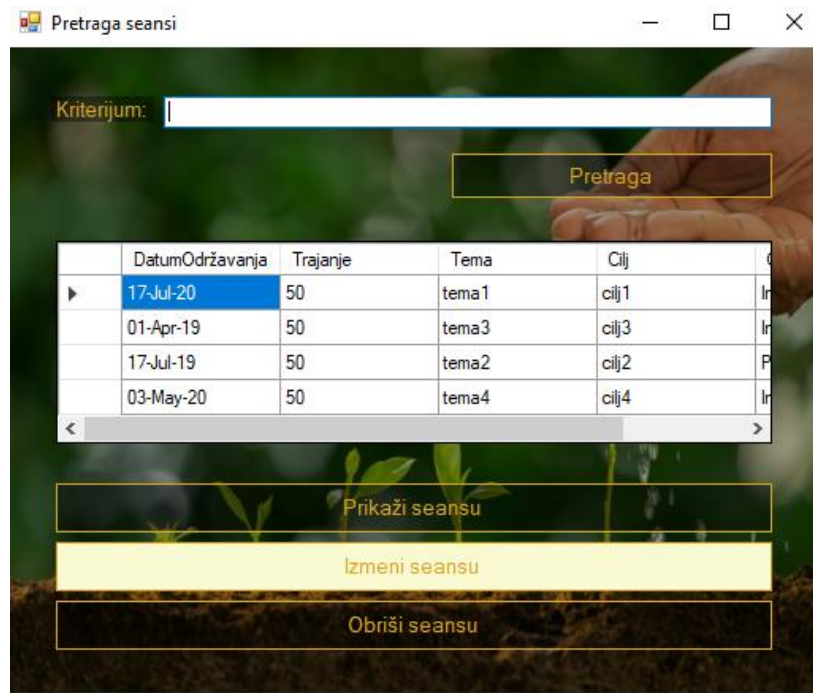 Pretraga seansi
Kriterijum:
Pretraga
DatumOdržavanja Trajanje Tema Cilj
17-Jul-20 50 tema1 cilj1
01-Apr-19 50 tema3 cilj3
17-Jul-19 50 tema2 cilj2
03-May-20 50 tema4 cilj4
Prikaži seansu
Izmeni seansu
Obriši seansu